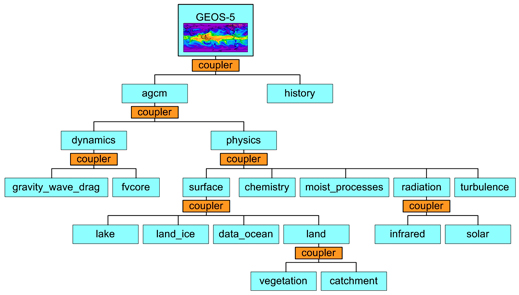 GEOS-5
coupler
agcm
history
coupler
dynamics
physics
coupler
coupler
gravity_wave_drag
fvcore
surface
chemistry
moist_processes
radiation
turbulence
coupler
coupler
lake
land_ice
data_ocean
land
infrared
solar
coupler
vegetation
catchment